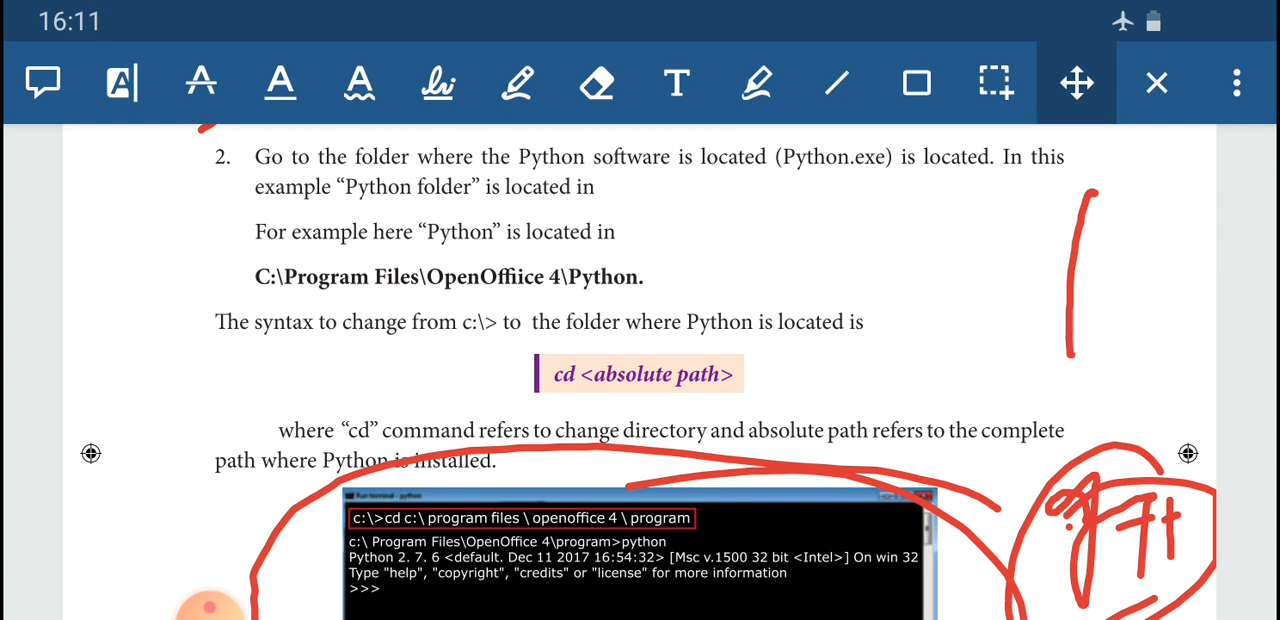 16:11
2. Go to the folder where the Python software is located (Python.exe) is located. In this
example “Python folder” is located in
For example here “Python” is located in
C:\Program Files\OpenOffiice 4\Python.
The syntax to change from c:\> to the folder where Python is located is
cd <absolute path>
where “cd” command refers to change directory and absolute path refers to the complete
path where Python is installed.
Run terminal - python
c:\>cd c:\ program files \ openoffice 4 \ program
c:\ Program Files\OpenOffice 4\program>python
Python 2. 7. 6 <default. Dec 11 2017 16:54:32> [Msc v.1500 32 bit <Intel>] On win 32
Type "help", "copyright", "credits" or "license" for more information
>>>